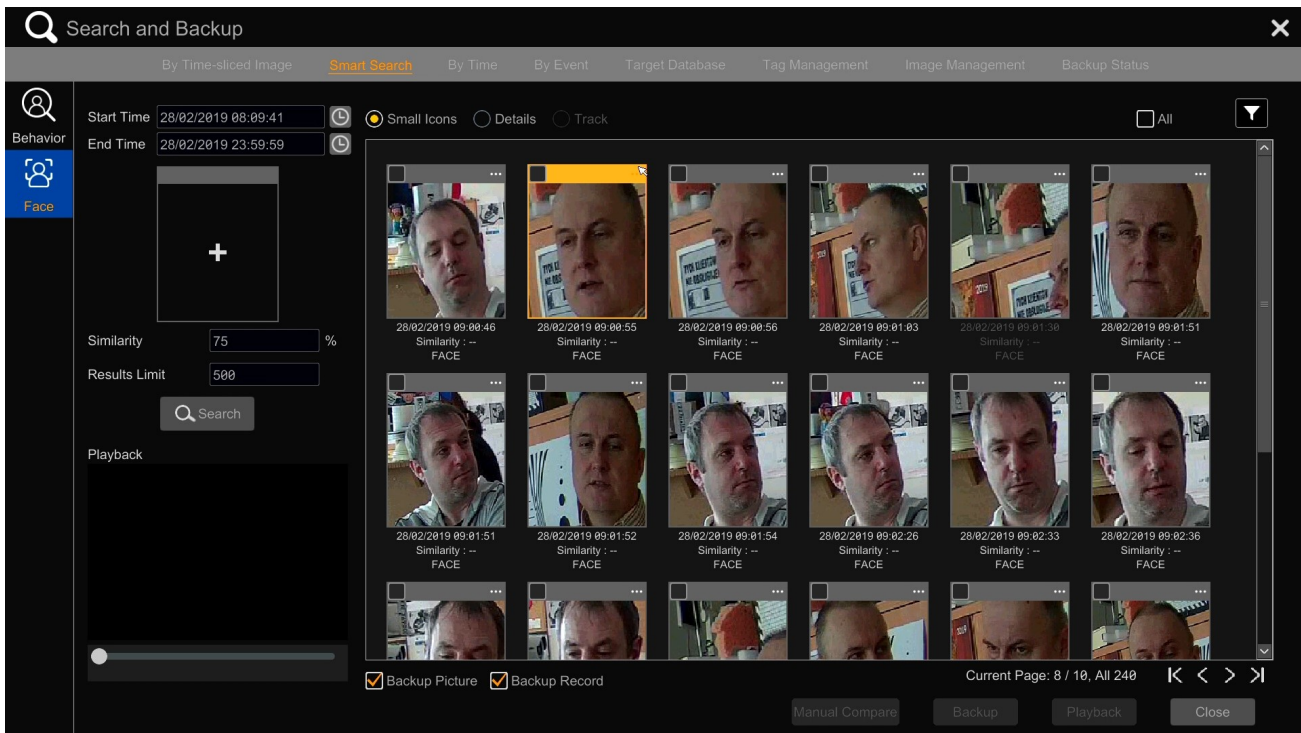 Search and Backup
By Time-sliced Image Smart Search By Time By Event Target Database Tag Management Image Management Backup Status
Behavior
Face
Start Time 28/02/2019 08:09:41
End Time 28/02/2019 23:59:59
Similarity 75 %
Results Limit 500
Search
Playback
Small Icons Details Track All
TYCH KLIENTÓW
NIE OBSŁUGUJEMY
2019
28/02/2019 09:00:46 28/02/2019 09:00:55 28/02/2019 09:00:56 28/02/2019 09:01:03 28/02/2019 09:01:30 28/02/2019 09:01:51
Similarity : -- Similarity : -- Similarity : -- Similarity : -- Similarity : -- Similarity : --
FACE FACE FACE FACE FACE FACE
28/02/2019 09:01:51 28/02/2019 09:01:52 28/02/2019 09:01:54 28/02/2019 09:02:26 28/02/2019 09:02:33 28/02/2019 09:02:36
Similarity : -- Similarity : -- Similarity : -- Similarity : -- Similarity : -- Similarity : --
FACE FACE FACE FACE FACE FACE
Backup Picture Backup Record Current Page: 8 / 10, All 240
Manual Compare Backup Playback Close